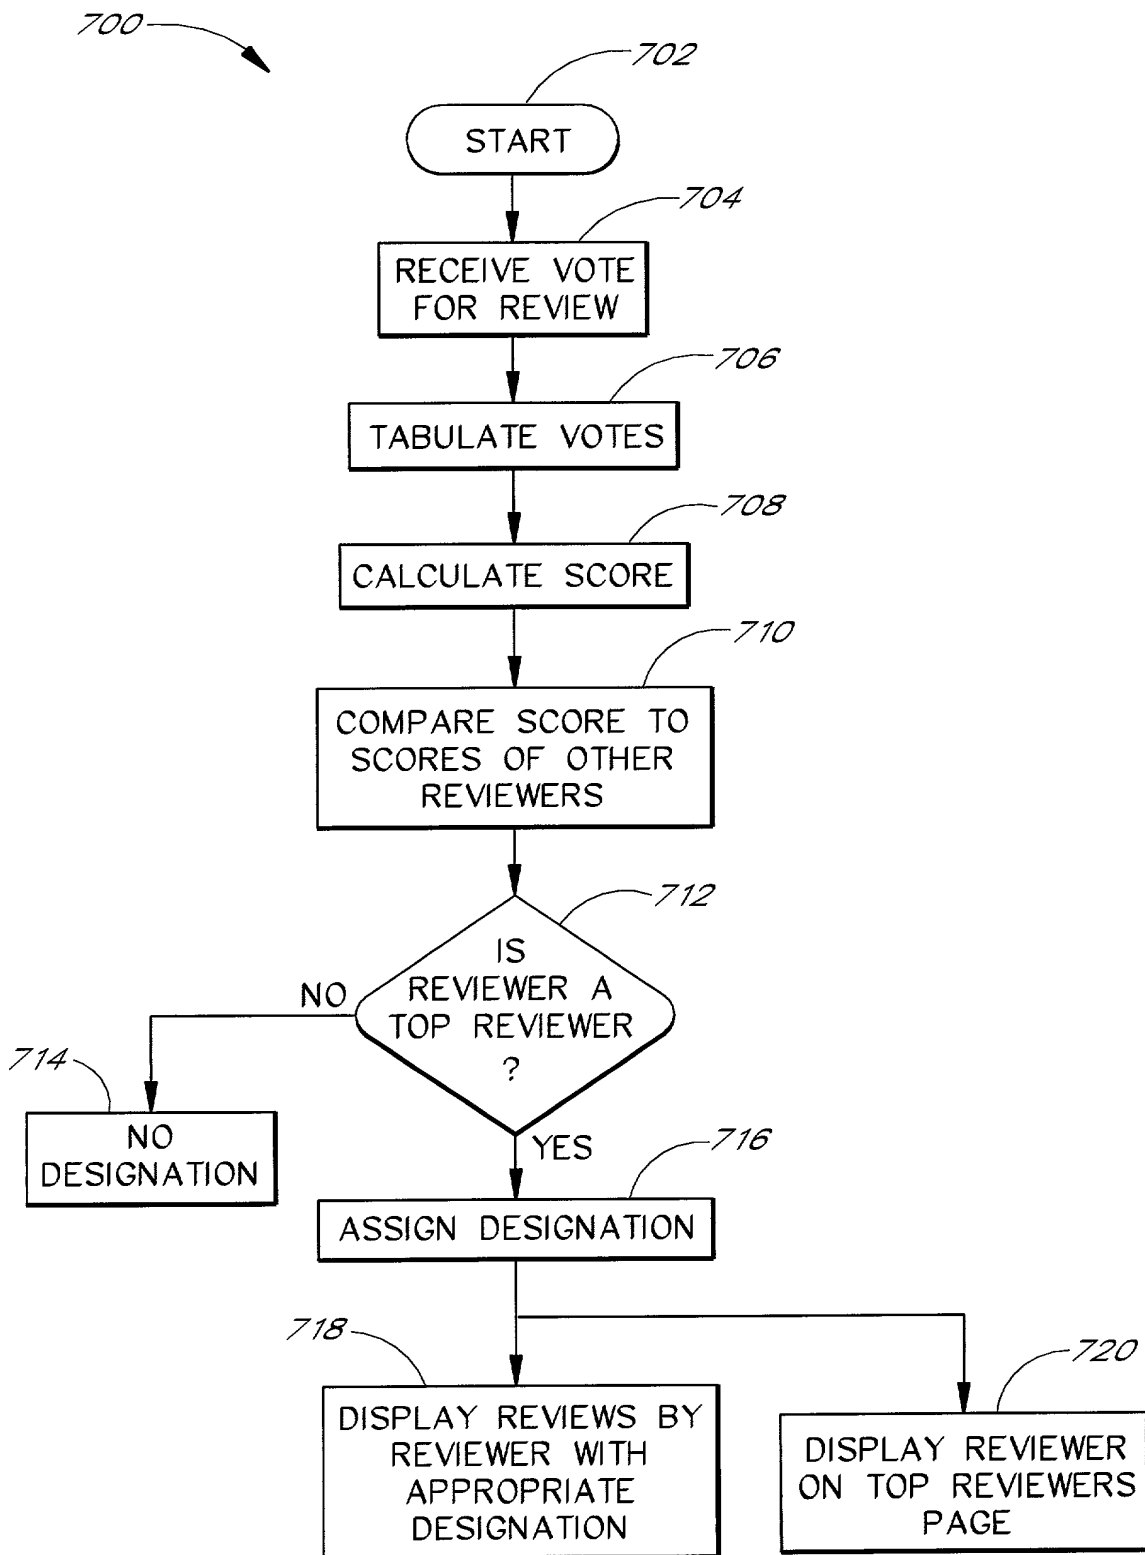 700
702
START
704
RECEIVE VOTE
FOR REVIEW
706
TABULATE VOTES
708
CALCULATE SCORE
710
COMPARE SCORE TO
SCORES OF OTHER
REVIEWERS
712
IS
REVIEWER A
TOP REVIEWER
?
NO
714
NO
DESIGNATION
YES
716
ASSIGN DESIGNATION
718
DISPLAY REVIEWS BY
REVIEWER WITH
APPROPRIATE
DESIGNATION
720
DISPLAY REVIEWER
ON TOP REVIEWERS
PAGE